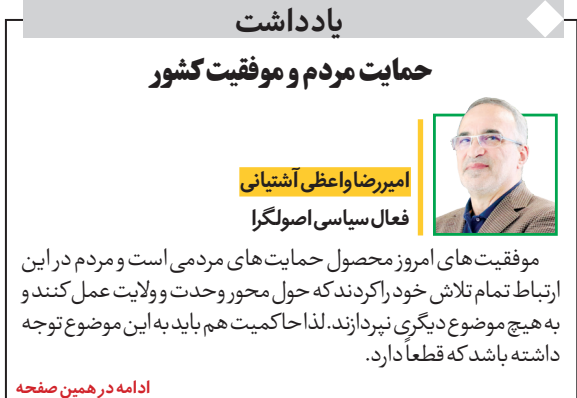 یادداشت
حمایت مردم و موفقیت کشور
امیررضا واعظی آشتیانی
فعال سیاسی اصولگرا
موفقیت‌های امروز محصول حمایت‌های مردمی است و مردم در این
ارتباط تمام تلاش خود را کردند که حول محور وحدت و ولایت عمل کنند و
به هیچ موضوع دیگری نپردازند. لذا حاکمیت هم باید به این موضوع توجه
داشته باشد که قطعاً دارد.
ادامه در همین صفحه